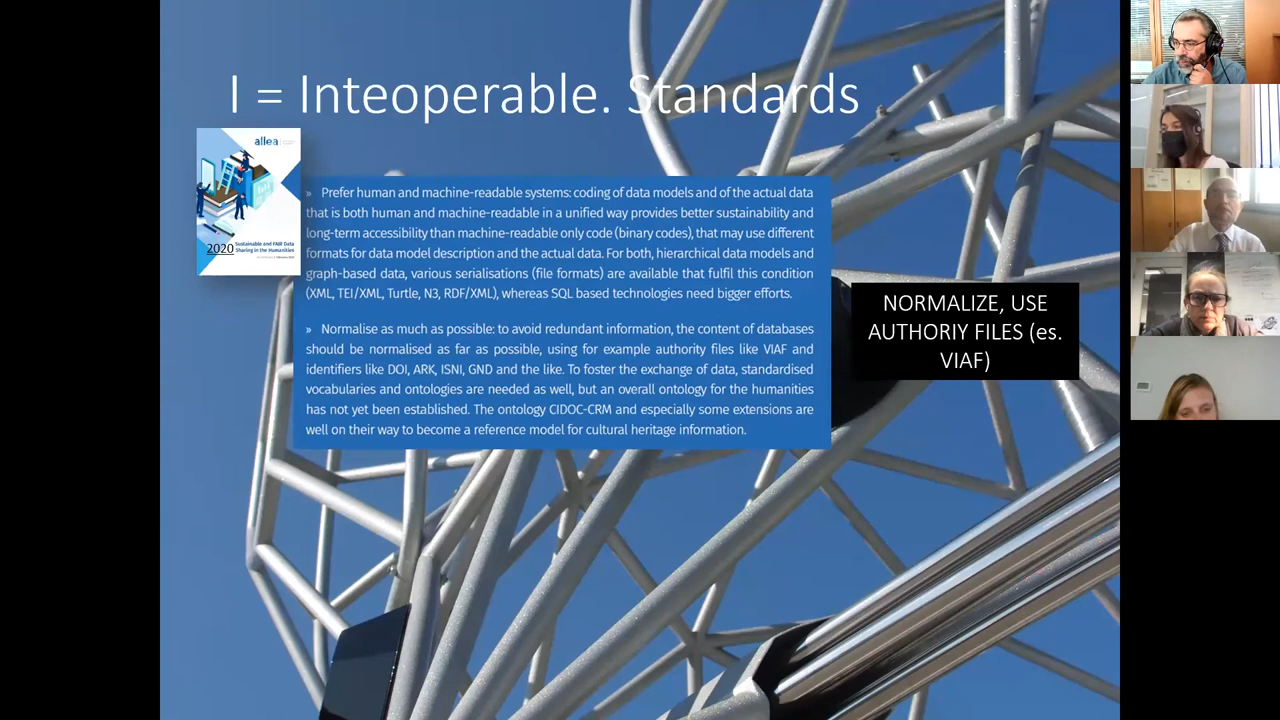 I = Inteoperable. Standards
allea
2020 Sustainable and FAIR Data
Sharing in the Humanities
» Prefer human and machine-readable systems: coding of data models and of the actual data
that is both human and machine-readable in a unified way provides better sustainability and
long-term accessibility than machine-readable only code (binary codes), that may use different
formats for data model description and the actual data. For both, hierarchical data models and
graph-based data, various serialisations (file formats) are available that fulfil this condition
(XML, TEI/XML, Turtle, N3, RDF/XML), whereas SQL based technologies need bigger efforts.
» Normalise as much as possible: to avoid redundant information, the content of databases
should be normalised as far as possible, using for example authority files like VIAF and
identifiers like DOI, ARK, ISNI, GND and the like. To foster the exchange of data, standardised
vocabularies and ontologies are needed as well, but an overall ontology for the humanities
has not yet been established. The ontology CIDOC-CRM and especially some extensions are
well on their way to become a reference model for cultural heritage information.
NORMALIZE, USE
AUTHORIY FILES (es.
VIAF)